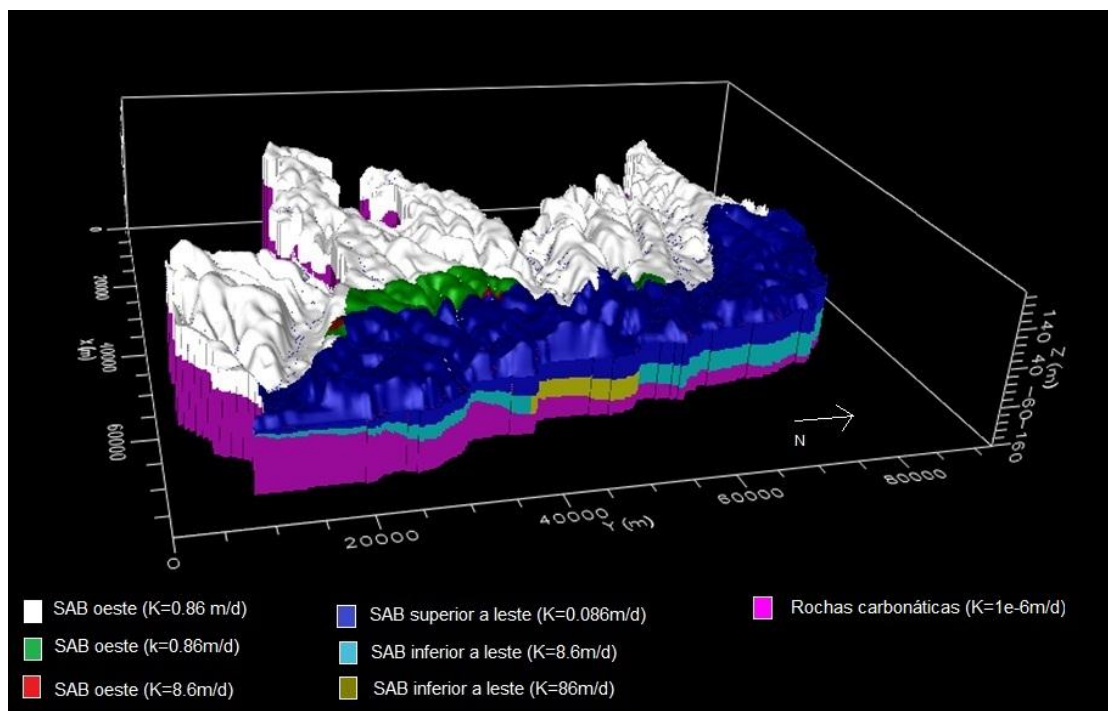 0
20000
X (m)
40000
60000
140
40
-60
-160
Z (m)
0
N
0
20000
40000
Y (m)
60000
80000
SAB oeste (K=0.86 m/d)
SAB superior a leste (K=0.086m/d)
Rochas carbonáticas (K=1e-6m/d)
SAB oeste (k=0.86m/d)
SAB inferior a leste (K=8.6m/d)
SAB oeste (K=8.6m/d)
SAB inferior a leste (K=86m/d)